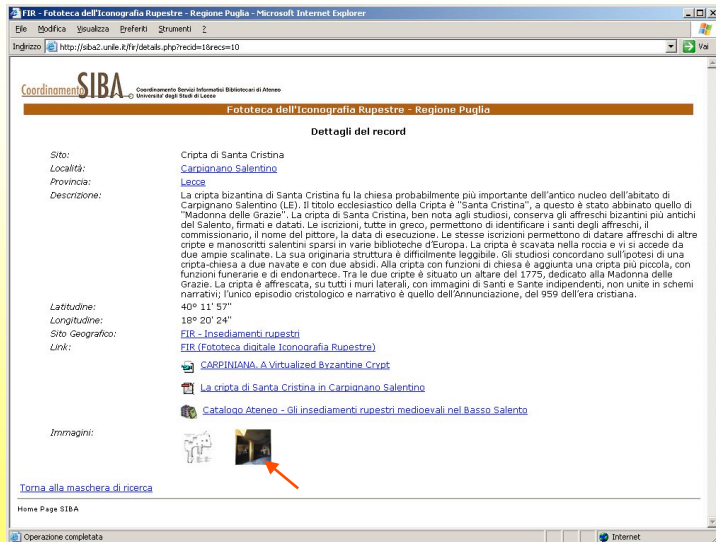 FIR - Fototeca dell'Iconografia Rupestre - Regione Puglia - Microsoft Internet Explorer
File Modifica Visualizza Preferiti Strumenti ?
Indirizzo http://siba2.unile.it/fir/details.php?recid=1&recs=10 Vai
Coordinamento SIBA Coordinamento Servizi Informatici Bibliotecari di Ateneo
Universita' degli Studi di Lecce
Fototeca dell'Iconografia Rupestre - Regione Puglia
Dettagli del record
Sito: Cripta di Santa Cristina
Località: Carpignano Salentino
Provincia: Lecce
Descrizione: La cripta bizantina di Santa Cristina fu la chiesa probabilmente più importante dell'antico nucleo dell'abitato di
Carpignano Salentino (LE). Il titolo ecclesiastico della Cripta è "Santa Cristina", a questo è stato abbinato quello di
"Madonna delle Grazie". La cripta di Santa Cristina, ben nota agli studiosi, conserva gli affreschi bizantini più antichi
del Salento, firmati e datati. Le iscrizioni, tutte in greco, permettono di identificare i santi degli affreschi, il
commissionario, il nome del pittore, la data di esecuzione. Le stesse iscrizioni permettono di datare affreschi di altre
cripte e manoscritti salentini sparsi in varie biblioteche d'Europa. La cripta è scavata nella roccia e vi si accede da
due ampie scalinate. La sua originaria struttura è difficilmente leggibile. Gli studiosi concordano sull'ipotesi di una
cripta-chiesa a due navate e con due absidi. Alla cripta con funzioni di chiesa è aggiunta una cripta più piccola, con
funzioni funerarie e di endonartece. Tra le due cripte è situato un altare del 1775, dedicato alla Madonna delle
Grazie. La cripta è affrescata, su tutti i muri laterali, con immagini di Santi e Sante indipendenti, non unite in schemi
narrativi; l'unico episodio cristologico e narrativo è quello dell'Annunciazione, del 959 dell'era cristiana.
Latitudine: 40° 11' 57"
Longitudine: 18° 20' 24"
Sito Geografico: FIR - Insediamenti rupestri
Link: FIR (Fototeca digitale Iconografia Rupestre)
CARPINIANA. A Virtualized Byzantine Crypt
La cripta di Santa Cristina in Carpignano Salentino
Catalogo Ateneo - Gli insediamenti rupestri medioevali nel Basso Salento
Immagini:
Torna alla maschera di ricerca
Home Page SIBA
Operazione completata Internet